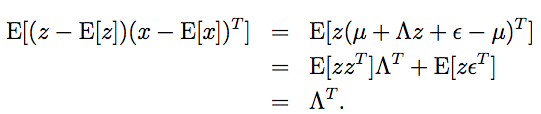 E[(z − E[z])(x − E[x])^T] = E[z(μ + Λz + ϵ − μ)^T]
= E[zz^T]Λ^T + E[zϵ^T]
= Λ^T.